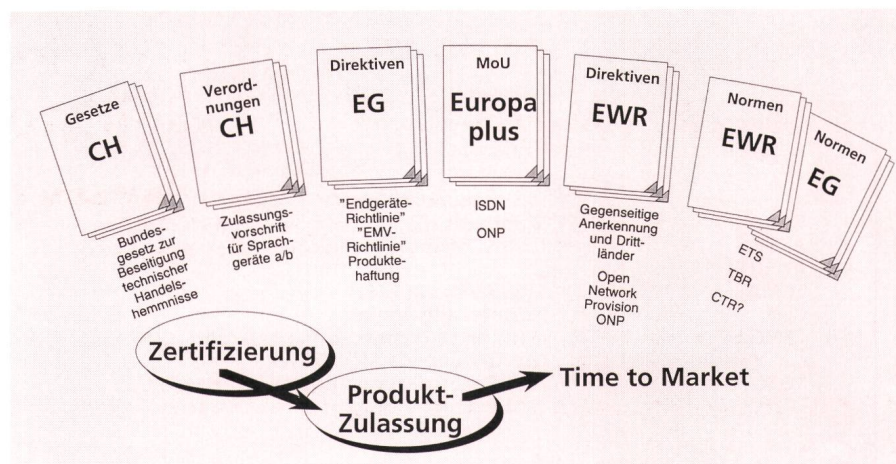 Gesetze
CH
Bundes-
gesetz zur
Beseitigung
technischer
Handels-
hemmnisse
Verord-
nungen
CH
Zulassungs-
vorschrift
für Sprach-
geräte a/b
Direktiven
EG
"Endgeräte-
Richtlinie"
"EMV-
Richtlinie"
Produkte-
haftung
MoU
Europa
plus
ISDN
ONP
Direktiven
EWR
Gegenseitige
Anerkennung
und Dritt-
länder
Open
Network
Provision
ONP
Normen
EWR
Normen
EG
ETS
TBR
CTR?
Zertifizierung
Produkt-
Zulassung
Time to Market